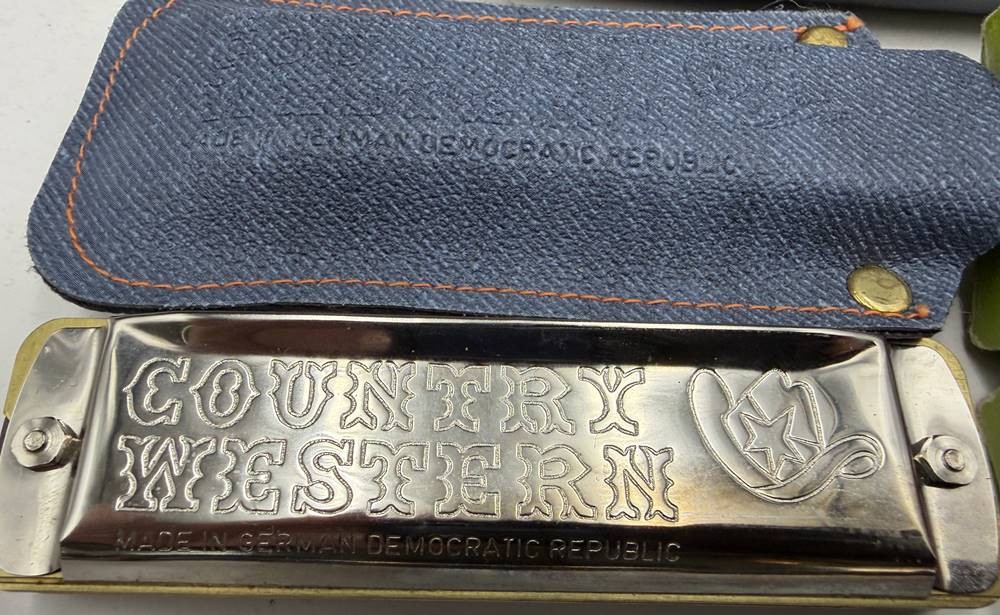 MADE IN GERMAN DEMOCRATIC REPUBLIC
COUNTRY
WESTERN
MADE IN GERMAN DEMOCRATIC REPUBLIC